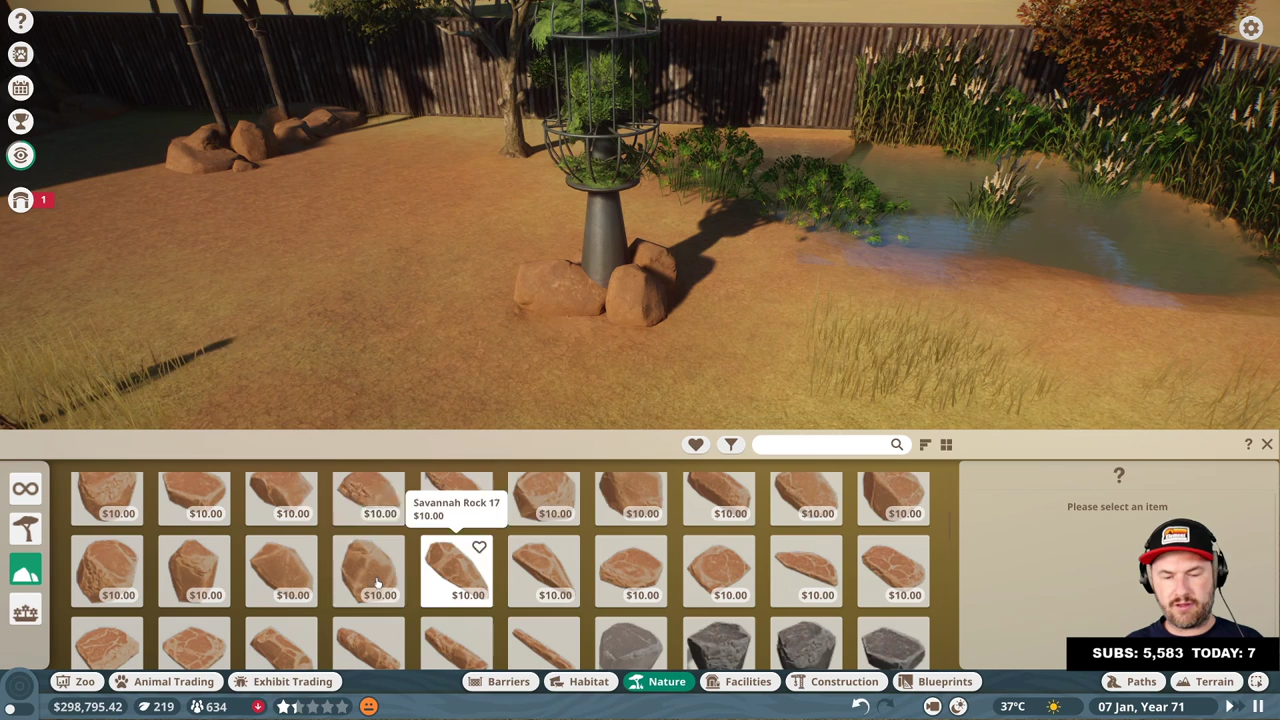 ?
1
?
Savannah Rock 17
$10.00
$10.00
$10.00
$10.00
$10.00
$10.00
$10.00
$10.00
$10.00
$10.00
?
Please select an item
$10.00
$10.00
$10.00
$10.00
$10.00
$10.00
$10.00
$10.00
$10.00
$10.00
SUBS: 5,583 TODAY: 7
Zoo
Animal Trading
Exhibit Trading
Barriers
Habitat
Nature
Facilities
Construction
Blueprints
Paths
Terrain
$298,795.42
219
634
37°C
07 Jan, Year 71